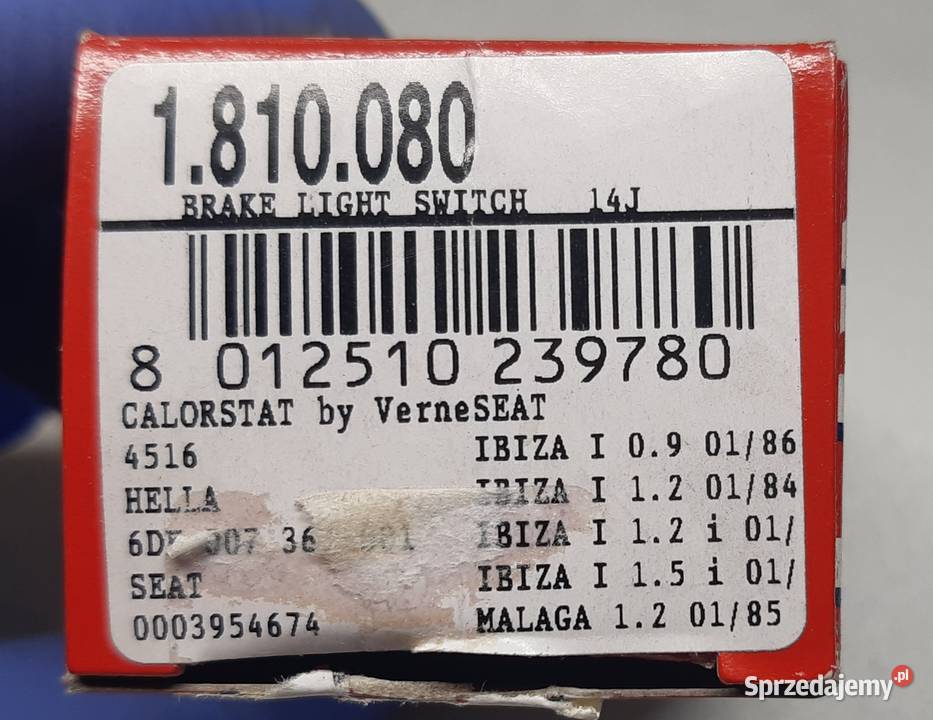 1.810.080
BRAKE LIGHT SWITCH 14J
8 012510 239780
CALORSTAT by VerneSEAT
4516
IBIZA I 0.9 01/86
HELLA
IBIZA I 1.2 01/84
007 36
IBIZA I 1.2 i 01/
SEAT
IBIZA I 1.5 i 01/
0003954674
MALAGA 1.2 01/85
Sprzedajemy.pl